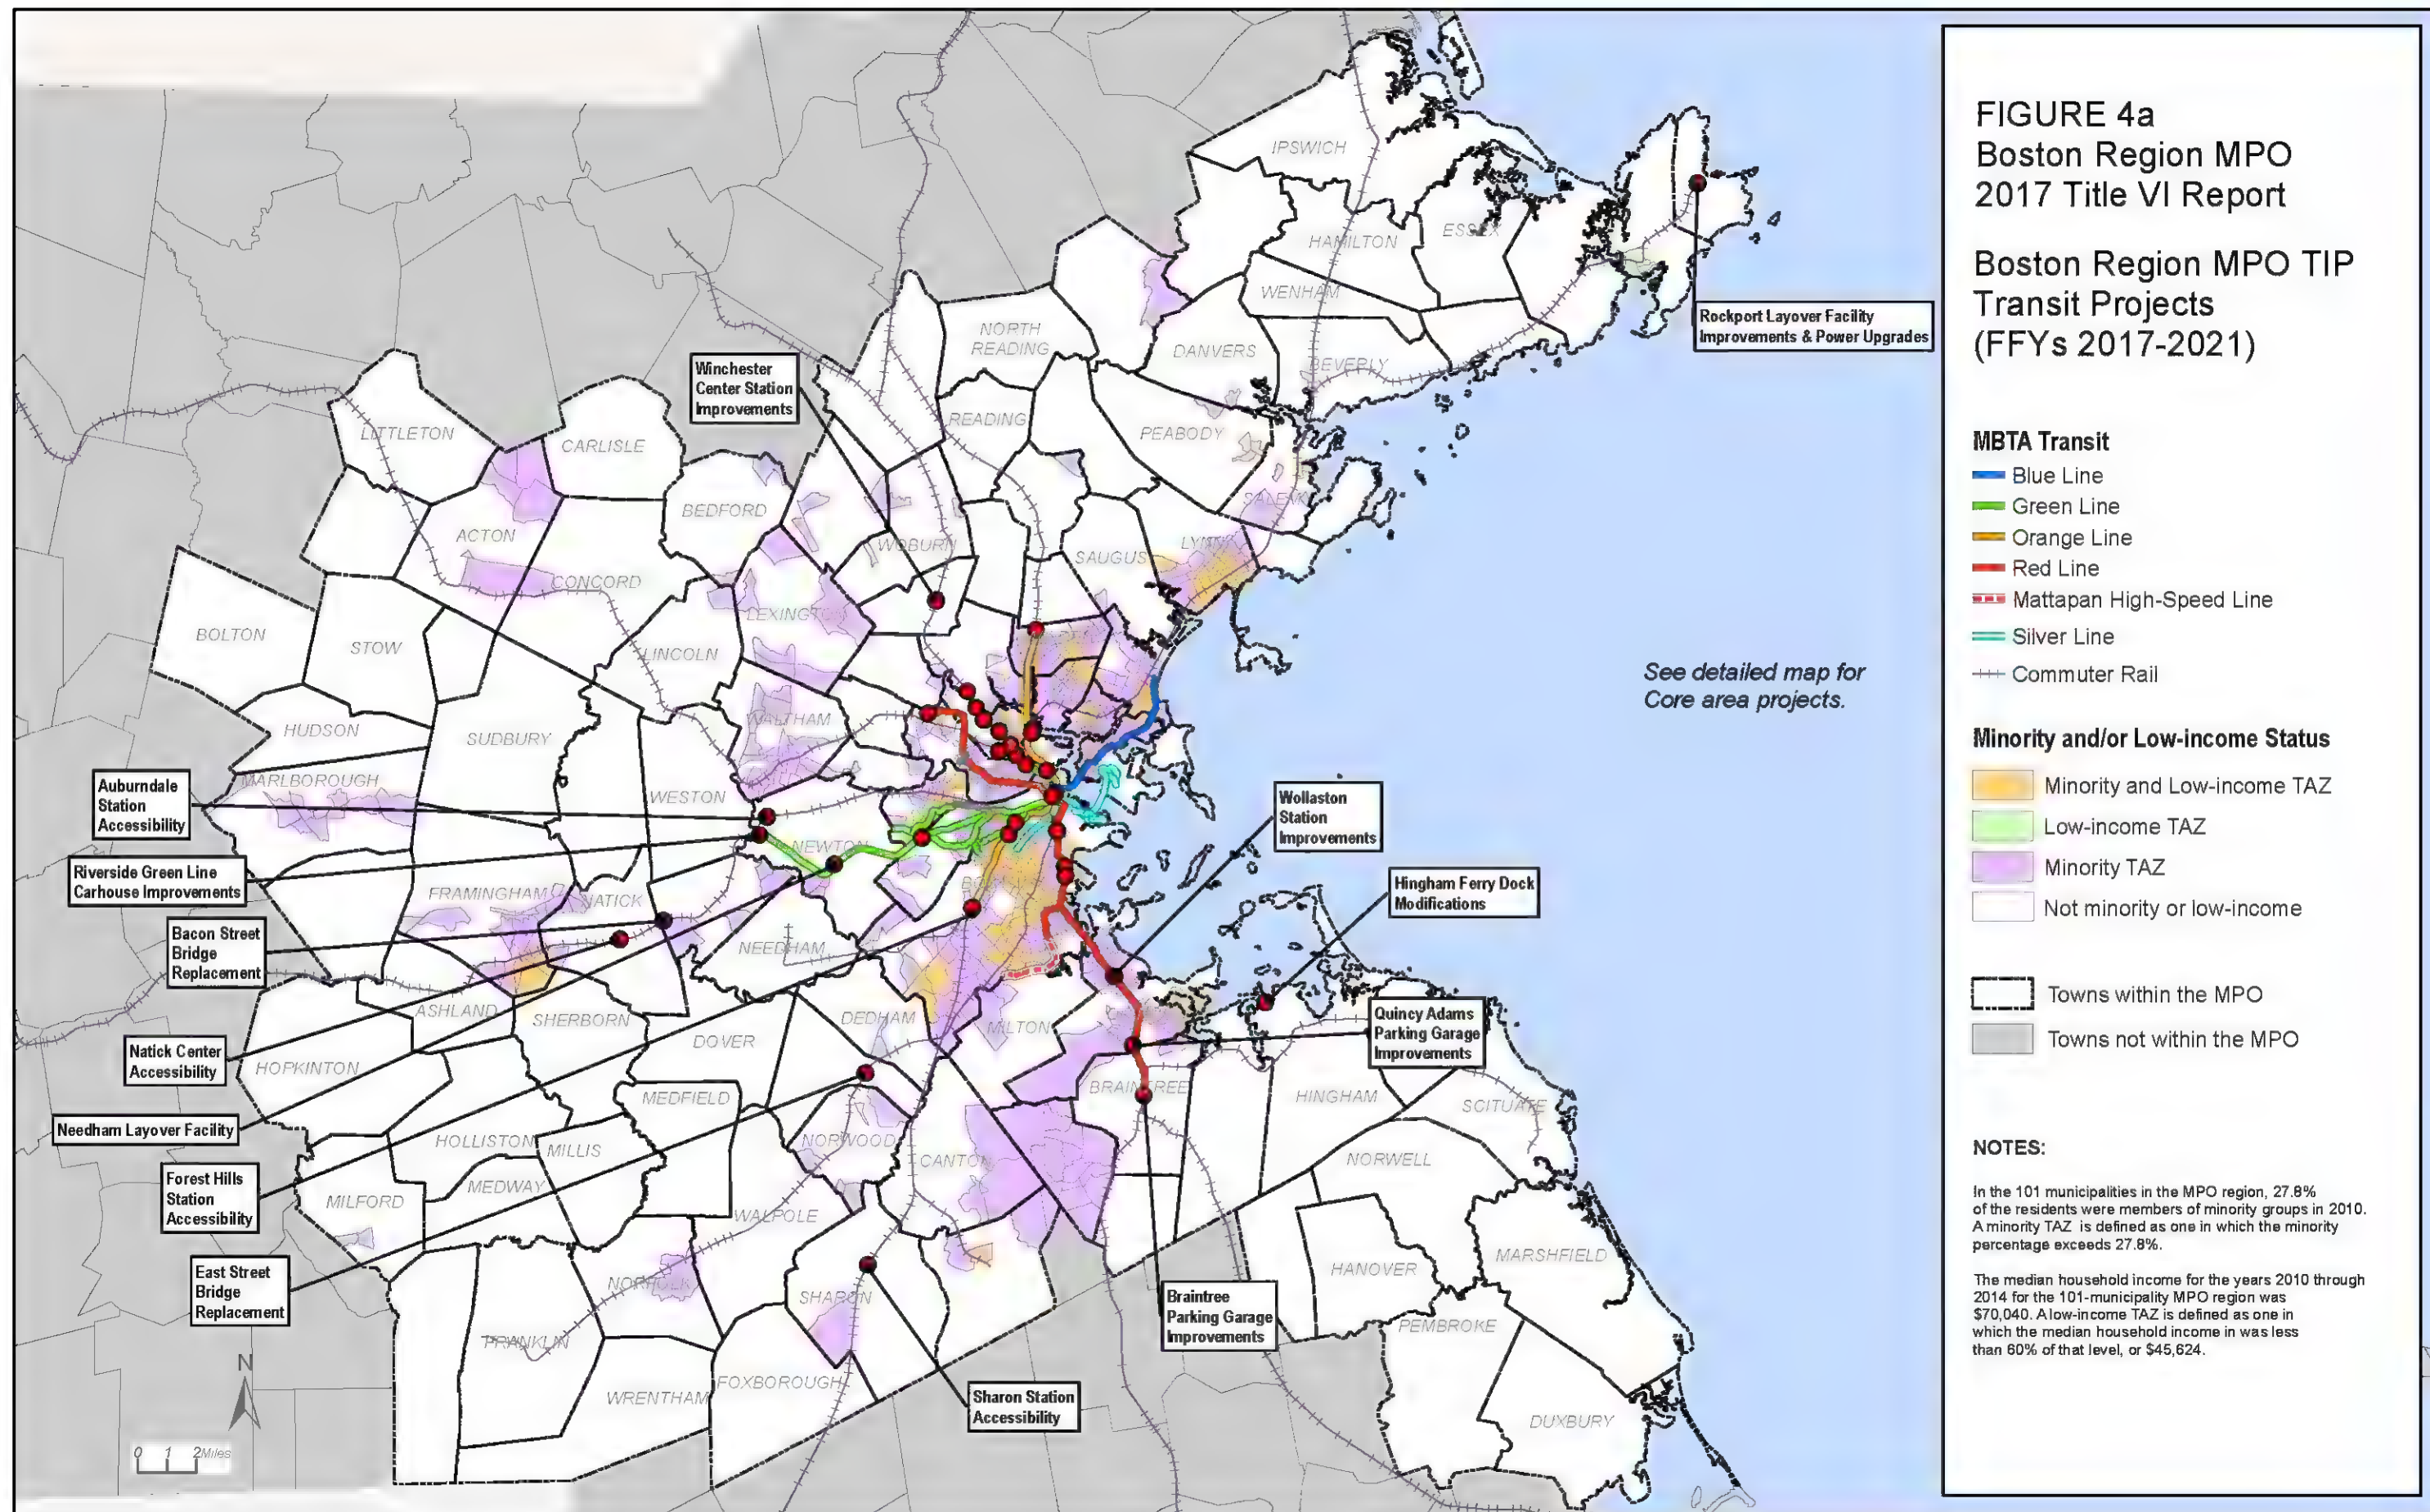 FIGURE 4a
Boston Region MPO
2017 Title VI Report
Boston Region MPO TIP
Transit Projects
(FFYs 2017-2021)
MBTA Transit
Blue Line
Green Line
Orange Line
Red Line
Mattapan High-Speed Line
Silver Line
Commuter Rail
Minority and/or Low-income Status
Minority and Low-income TAZ
Low-income TAZ
Minority TAZ
Not minority or low-income
Towns within the MPO
Towns not within the MPO
NOTES:
In the 101 municipalities in the MPO region, 27.8%
of the residents were members of minority groups in 2010.
A minority TAZ is defined as one in which the minority
percentage exceeds 27.8%.
The median household income for the years 2010 through
2014 for the 101-municipality MPO region was
$70,040. A low-income TAZ is defined as one in
which the median household income in was less
than 60% of that level, or $45,624.
See detailed map for
Core area projects.
Rockport Layover Facility
Improvements & Power Upgrades
Winchester
Center Station
Improvements
Auburndale
Station
Accessibility
Riverside Green Line
Carhouse Improvements
Bacon Street
Bridge
Replacement
Natick Center
Accessibility
Needham Layover Facility
Forest Hills
Station
Accessibility
East Street
Bridge
Replacement
Wollaston
Station
Improvements
Hingham Ferry Dock
Modifications
Quincy Adams
Parking Garage
Improvements
Braintree
Parking Garage
Improvements
Sharon Station
Accessibility
IPSWICH
HAMILTON
ESSEX
WENHAM
NORTH
READING
DANVERS
BEVERLY
READING
PEABODY
LITTLETON
CARLISLE
BEDFORD
SALEM
ACTON
WOBURN
SAUGUS
LYNN
CONCORD
LEXINGTON
BOLTON
STOW
LINCOLN
HUDSON
SUDBURY
WALTHAM
MARLBOROUGH
WESTON
NEWTON
FRAMINGHAM
NATICK
NEEDHAM
ASHLAND
SHERBORN
DOVER
DEDHAM
MILTON
HOPKINTON
MEDFIELD
BRAINTREE
HINGHAM
SCITUATE
HOLLISTON
MILLIS
NORWOOD
CANTON
NORWELL
MILFORD
MEDWAY
WALPOLE
NORFOLK
SHARON
HANOVER
MARSHFIELD
FRANKLIN
PEMBROKE
WRENTHAM
FOXBOROUGH
DUXBURY
N
0 1 2 Miles